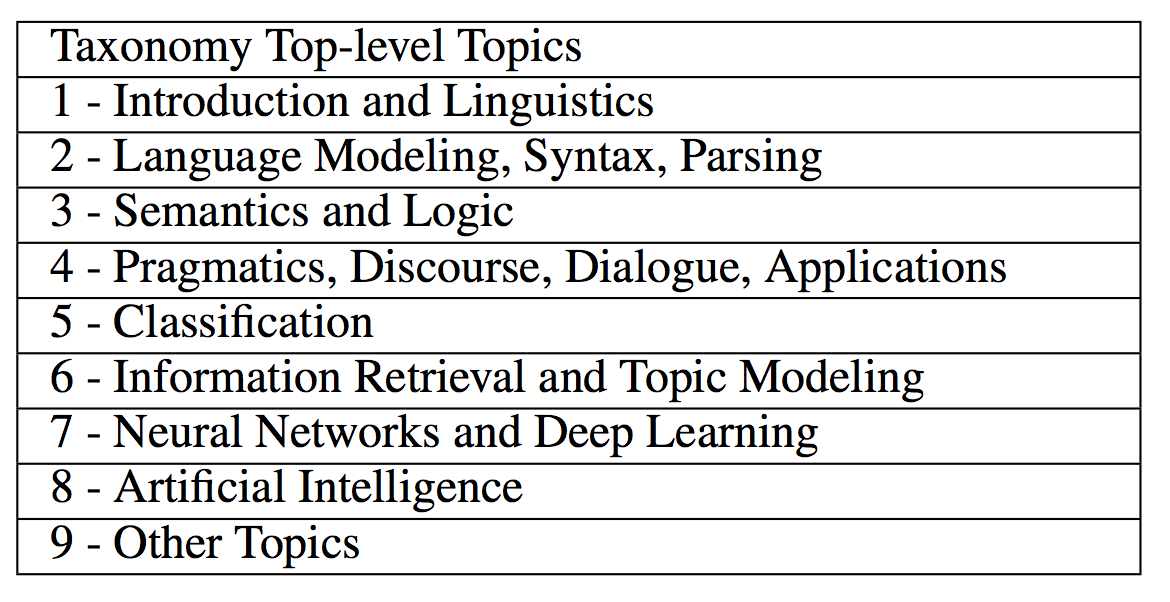 Taxonomy Top-level Topics
1 - Introduction and Linguistics
2 - Language Modeling, Syntax, Parsing
3 - Semantics and Logic
4 - Pragmatics, Discourse, Dialogue, Applications
5 - Classification
6 - Information Retrieval and Topic Modeling
7 - Neural Networks and Deep Learning
8 - Artificial Intelligence
9 - Other Topics